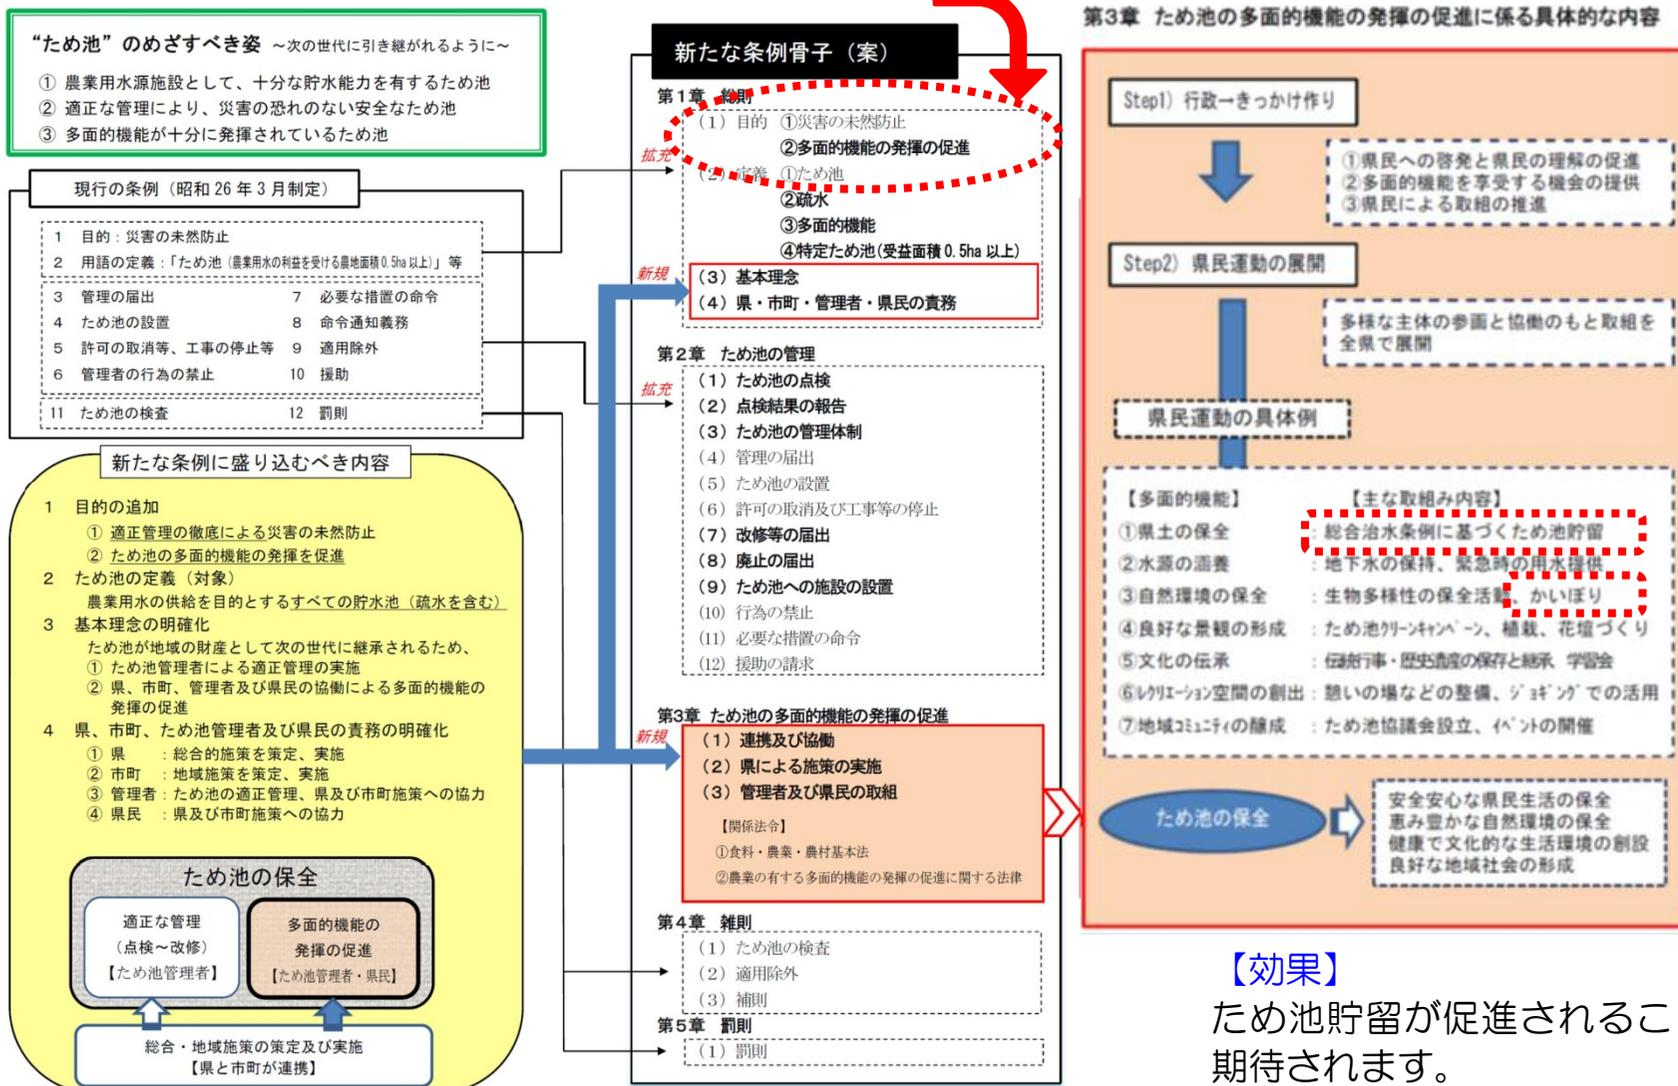 “ため池”のめざすべき姿 ～次の世代に引き継がれるように～
① 農業用水源施設として、十分な貯水能力を有するため池
② 適正な管理により、災害の恐れのない安全なため池
③ 多面的機能が十分に発揮されているため池
現行の条例（昭和26年3月制定）
1 目的：災害の未然防止
2 用語の定義：「ため池（農業用水の利益を受ける農地面積0.5ha以上）」等
3 管理の届出 7 必要な措置の命令
4 ため池の設置 8 命令通知義務
5 許可の取消等、工事の停止等 9 適用除外
6 管理者の行為の禁止 10 援助
11 ため池の検査 12 罰則
新たな条例に盛り込むべき内容
1 目的の追加
① 適正管理の徹底による災害の未然防止
② ため池の多面的機能の発揮を促進
2 ため池の定義（対象）
農業用水の供給を目的とするすべての貯水池（疏水を含む）
3 基本理念の明確化
ため池が地域の財産として次の世代に継承されるため、
① ため池管理者による適正管理の実施
② 県、市町、管理者及び県民の協働による多面的機能の
発揮の促進
4 県、市町、ため池管理者及び県民の責務の明確化
① 県 ：総合的施策を策定、実施
② 市町 ：地域施策を策定、実施
③ 管理者：ため池の適正管理、県及び市町施策への協力
④ 県民 ：県及び市町施策への協力
ため池の保全
適正な管理
（点検～改修）
【ため池管理者】
多面的機能の
発揮の促進
【ため池管理者・県民】
総合・地域施策の策定及び実施
【県と市町が連携】
新たな条例骨子（案）
第1章 総則
（1）目的 ①災害の未然防止
②多面的機能の発揮の促進
拡充
（2）定義 ①ため池
②疏水
③多面的機能
④特定ため池(受益面積0.5ha以上)
新規
（3）基本理念
（4）県・市町・管理者・県民の責務
第2章 ため池の管理
拡充
（1）ため池の点検
（2）点検結果の報告
（3）ため池の管理体制
（4）管理の届出
（5）ため池の設置
（6）許可の取消及び工事等の停止
（7）改修等の届出
（8）廃止の届出
（9）ため池への施設の設置
(10) 行為の禁止
(11) 必要な措置の命令
(12) 援助の請求
第3章 ため池の多面的機能の発揮の促進
新規
（1）連携及び協働
（2）県による施策の実施
（3）管理者及び県民の取組
【関係法令】
①食料・農業・農村基本法
②農業の有する多面的機能の発揮の促進に関する法律
第4章 雑則
（1）ため池の検査
（2）適用除外
（3）補則
第5章 罰則
（1）罰則
第3章 ため池の多面的機能の発揮の促進に係る具体的な内容
Step1）行政→きっかけ作り
①県民への啓発と県民の理解の促進
②多面的機能を享受する機会の提供
③県民による取組の推進
Step2）県民運動の展開
多様な主体の参画と協働のもと取組を
全県で展開
県民運動の具体例
【多面的機能】 【主な取組み内容】
①県土の保全 ：総合治水条例に基づくため池貯留
②水源の涵養 ：地下水の保持、緊急時の用水提供
③自然環境の保全 ：生物多様性の保全活動、かいぼり
④良好な景観の形成 ：ため池ｸﾘｰﾝｷｬﾝﾍﾟｰﾝ、植栽、花壇づくり
⑤文化の伝承 ：伝統行事・歴史遺産の保存と継承、学習会
⑥ﾚｸﾘｴｰｼｮﾝ空間の創出：憩いの場などの整備、ｼﾞｮｷﾞﾝｸﾞでの活用
⑦地域ｺﾐｭﾆﾃｨの醸成 ：ため池協議会設立、ｲﾍﾞﾝﾄの開催
ため池の保全
安全安心な県民生活の保全
恵み豊かな自然環境の保全
健康で文化的な生活環境の創設
良好な地域社会の形成
【効果】
ため池貯留が促進されるこ
期待されます。